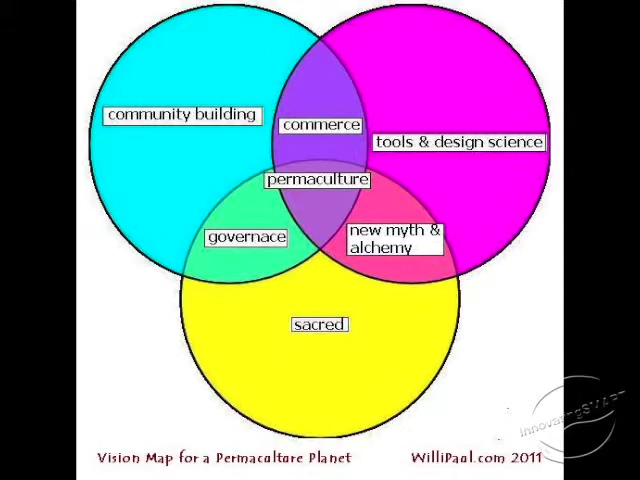 community building
commerce
tools & design science
permaculture
governace
new myth &
alchemy
sacred
InnovatingSMART
Vision Map for a Permaculture Planet WilliPaul.com 2011